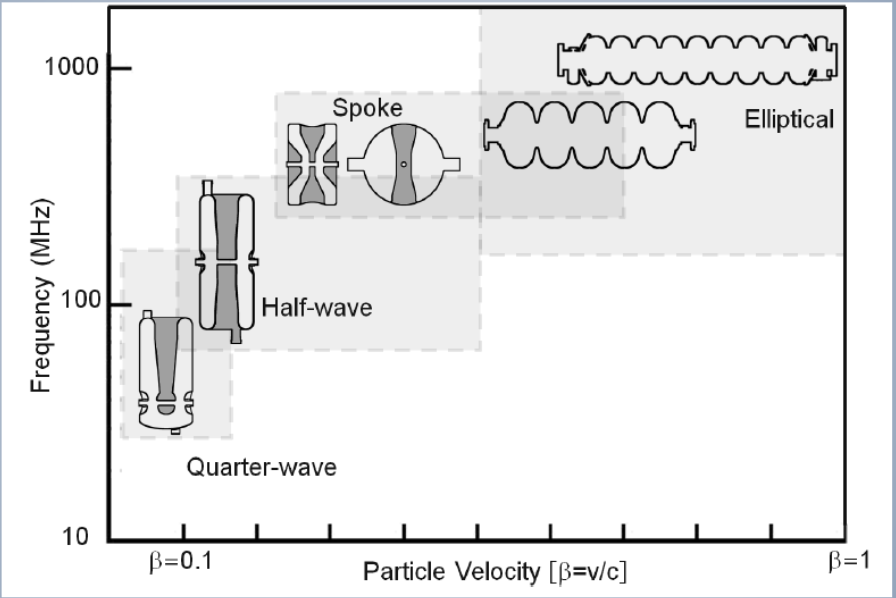 1000
Spoke
Elliptical
Frequency (MHz)
100
Half-wave
Quarter-wave
10
β=0.1
Particle Velocity [β=v/c]
β=1